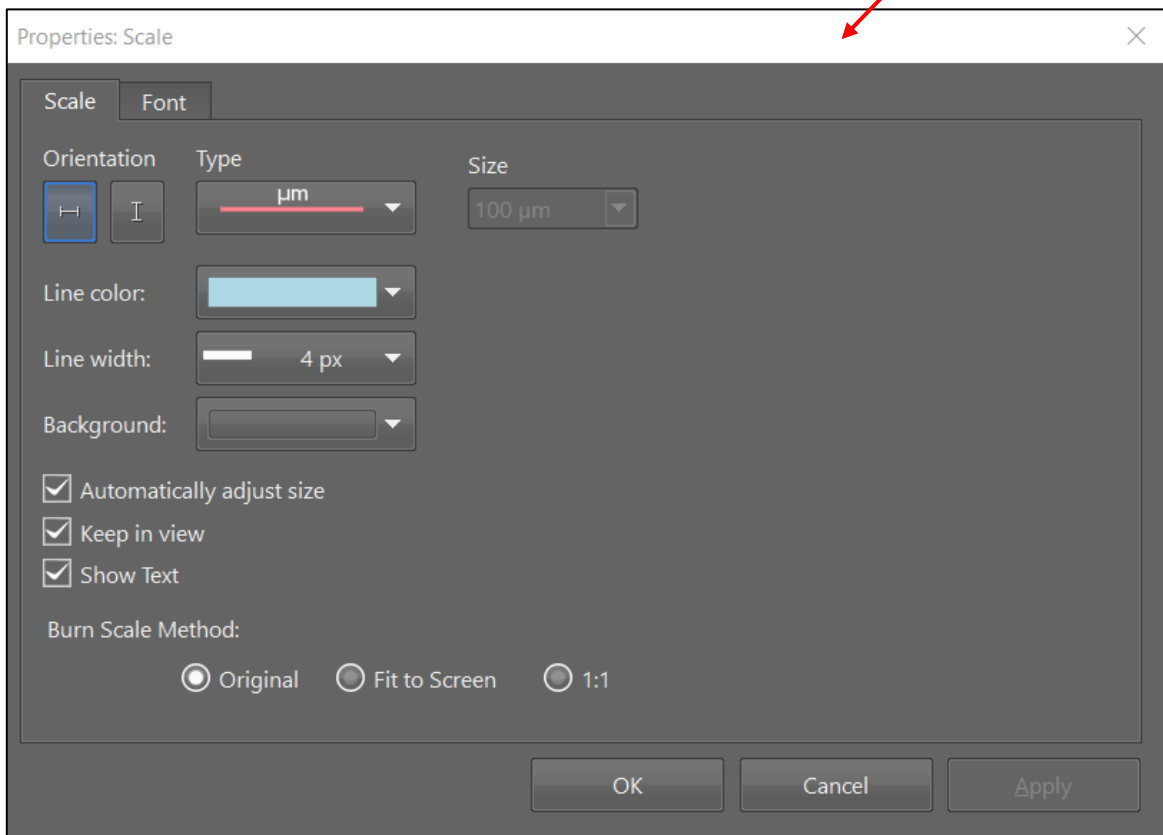 Properties: Scale
Scale Font
Orientation Type Size
µm
100 µm
Line color:
Line width: 4 px
Background:
Automatically adjust size
Keep in view
Show Text
Burn Scale Method:
Original Fit to Screen 1:1
OK Cancel Apply